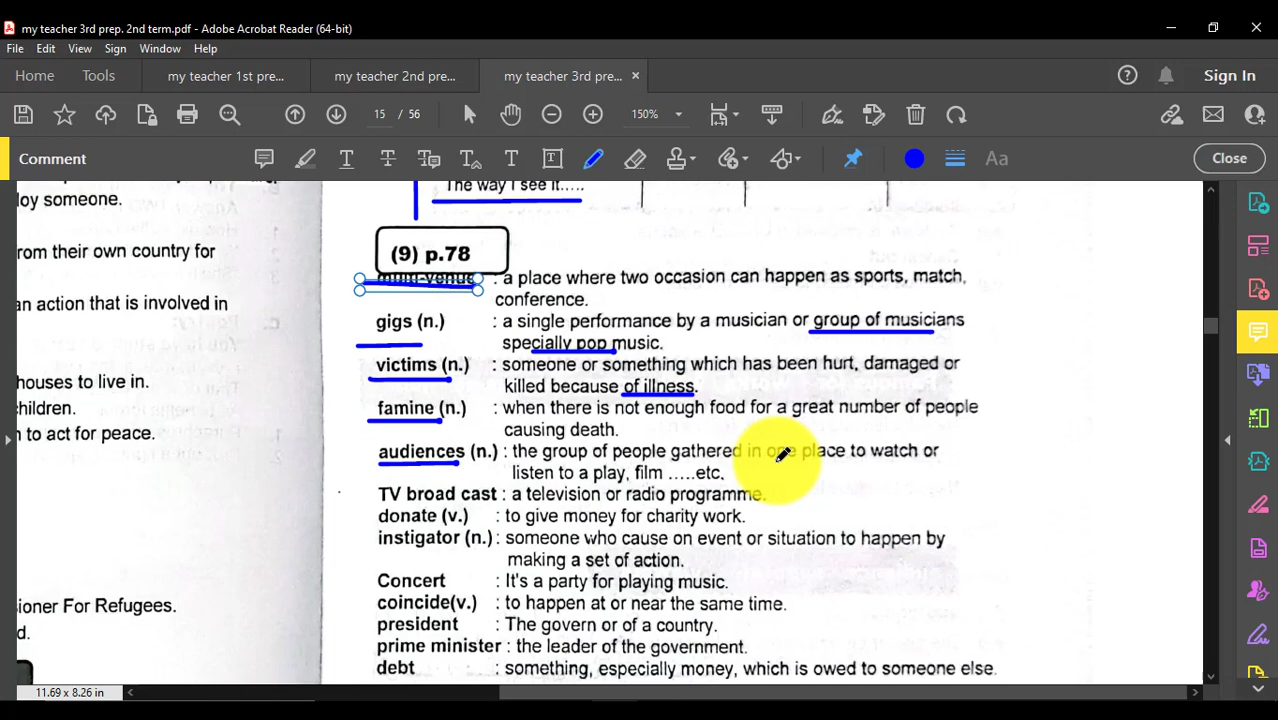 my teacher 3rd prep. 2nd term.pdf - Adobe Acrobat Reader (64-bit)
File Edit View Sign Window Help
Home Tools my teacher 1st pre... my teacher 2nd pre... my teacher 3rd pre... Sign In
15 / 56 150%
Comment Aa Close
oy someone.
The way I see it.....
(9) p.78
rom their own country for
multi-venue : a place where two occasion can happen as sports, match,
conference.
an action that is involved in
gigs (n.) : a single performance by a musician or group of musicians
specially pop music.
victims (n.) : someone or something which has been hurt, damaged or
houses to live in.
killed because of illness.
children.
famine (n.) : when there is not enough food for a great number of people
n to act for peace.
causing death.
audiences (n.) : the group of people gathered in one place to watch or
listen to a play, film .....etc.
TV broad cast : a television or radio programme.
donate (v.) : to give money for charity work.
instigator (n.) : someone who cause on event or situation to happen by
making a set of action.
Concert : It's a party for playing music.
sioner For Refugees.
coincide(v.) : to happen at or near the same time.
d.
president : The govern or of a country.
prime minister : the leader of the government.
debt : something, especially money, which is owed to someone else.
11.69 x 8.26 in